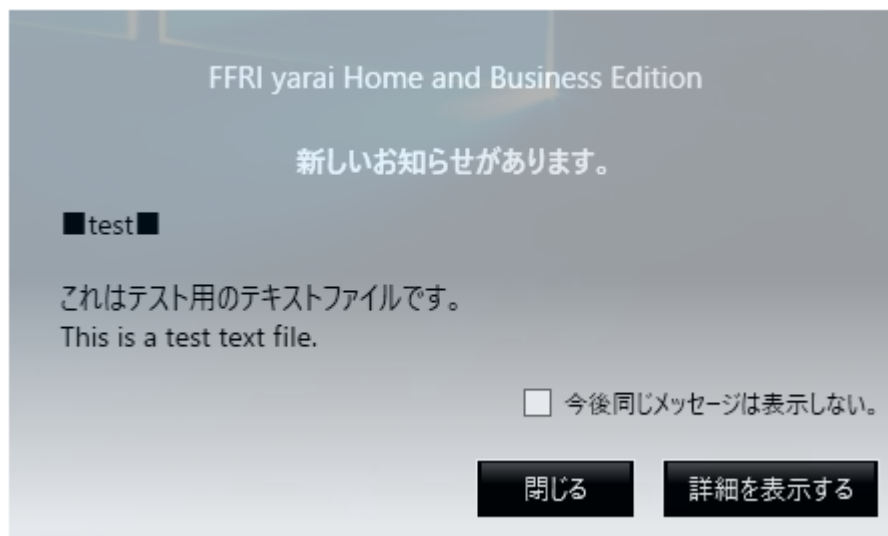 FFRI yarai Home and Business Edition
新しいお知らせがあります。
■test■
これはテスト用のテキストファイルです。
This is a test text file.
今後同じメッセージは表示しない。
閉じる
詳細を表示する